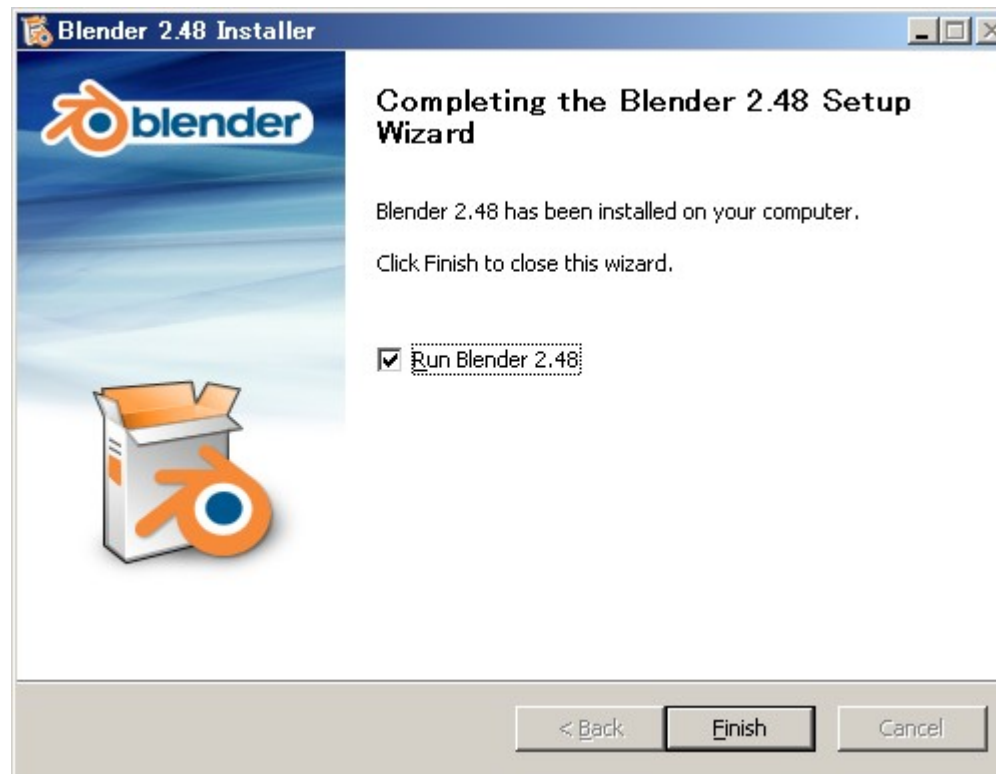 Blender 2.48 Installer
blender
Completing the Blender 2.48 Setup
Wizard
Blender 2.48 has been installed on your computer.
Click Finish to close this wizard.
Run Blender 2.48
< Back
Finish
Cancel